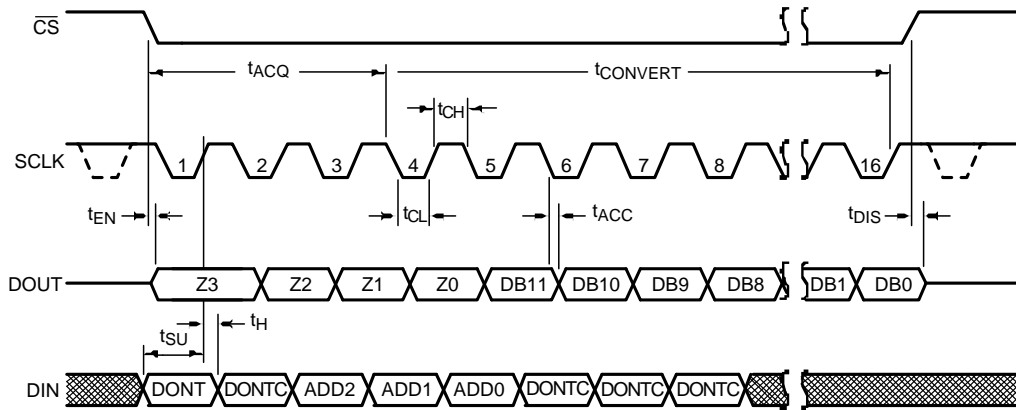 CS
tACQ
tCONVERT
tCH
SCLK
1 2 3 4 5 6 7 8 16
tEN
tCL
tACC
tDIS
DOUT
Z3 Z2 Z1 Z0 DB11 DB10 DB9 DB8 DB1 DB0
tSU
tH
DIN
DONT DONTC ADD2 ADD1 ADD0 DONTC DONTC DONTC